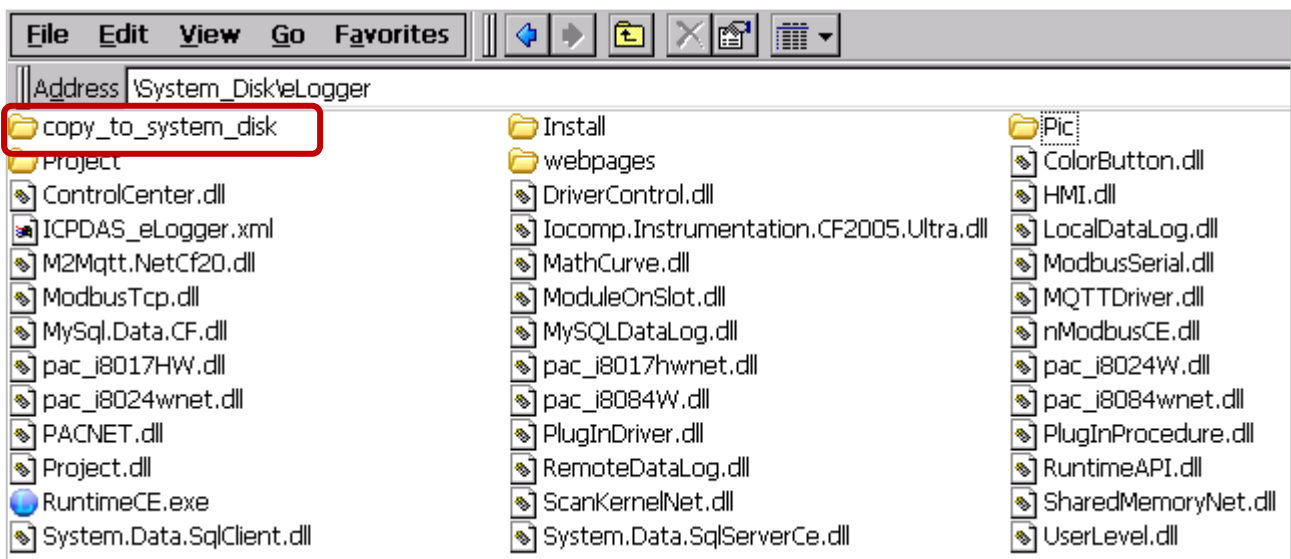 File Edit View Go Favorites
Address \System_Disk\eLogger
copy_to_system_disk Install Pic
Project webpages ColorButton.dll
ControlCenter.dll DriverControl.dll HMI.dll
ICPDAS_eLogger.xml Iocomp.Instrumentation.CF2005.Ultra.dll LocalDataLog.dll
M2Mqtt.NetCf20.dll MathCurve.dll ModbusSerial.dll
ModbusTcp.dll ModuleOnSlot.dll MQTTDriver.dll
MySql.Data.CF.dll MySQLDataLog.dll nModbusCE.dll
pac_i8017HW.dll pac_i8017hwnet.dll pac_i8024W.dll
pac_i8024wnet.dll pac_i8084W.dll pac_i8084wnet.dll
PACNET.dll PlugInDriver.dll PlugInProcedure.dll
Project.dll RemoteDataLog.dll RuntimeAPI.dll
RuntimeCE.exe ScanKernelNet.dll SharedMemoryNet.dll
System.Data.SqlClient.dll System.Data.SqlServerCe.dll UserLevel.dll